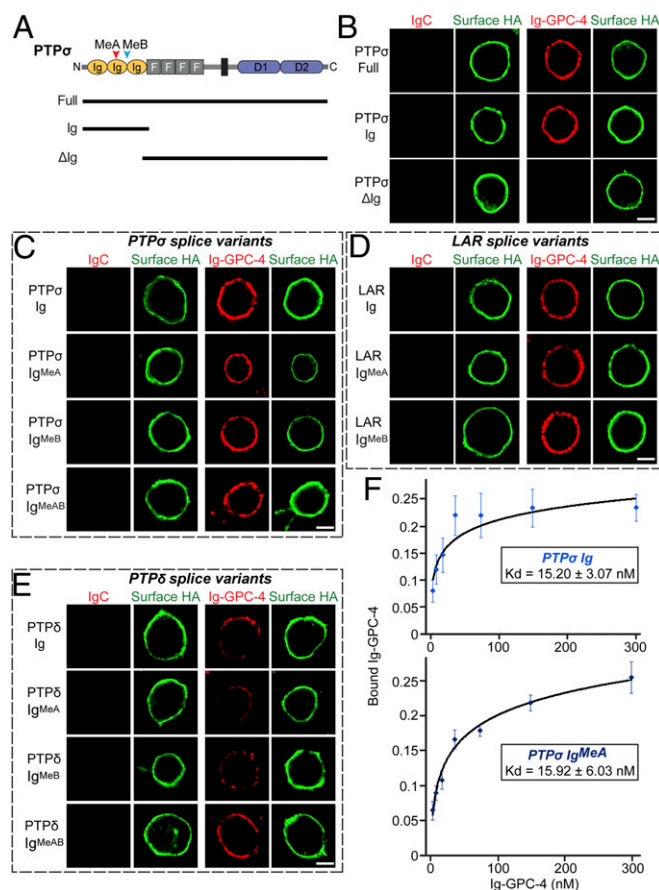 A
PTPσ
MeA MeB
N Ig Ig Ig F F F F D1 D2 C
Full
Ig
ΔIg
B
IgC Surface HA Ig-GPC-4 Surface HA
PTPσ
Full
PTPσ
Ig
PTPσ
ΔIg
C
PTPσ splice variants
IgC Surface HA Ig-GPC-4 Surface HA
PTPσ
Ig
PTPσ
IgMeA
PTPσ
IgMeB
PTPσ
IgMeAB
D
LAR splice variants
IgC Surface HA Ig-GPC-4 Surface HA
LAR
Ig
LAR
IgMeA
LAR
IgMeB
E
PTPδ splice variants
IgC Surface HA Ig-GPC-4 Surface HA
PTPδ
Ig
PTPδ
IgMeA
PTPδ
IgMeB
PTPδ
IgMeAB
F
Bound Ig-GPC-4
0.25
0.2
0.15
0.1
0.05
0
PTPσ Ig
Kd = 15.20 ± 3.07 nM
0 100 200 300
0.25
0.2
0.15
0.1
0.05
0
PTPσ IgMeA
Kd = 15.92 ± 6.03 nM
0 100 200 300
Ig-GPC-4 (nM)